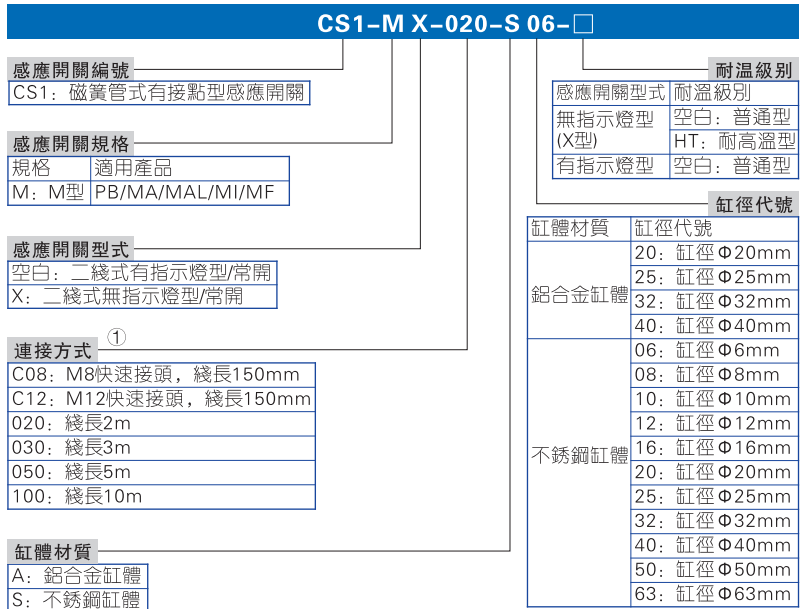 CS1-M X-020-S 06-□
感應開關編號
CS1：磁簧管式有接點型感應開關
感應開關規格
規格 適用產品
M：M型 PB/MA/MAL/MI/MF
感應開關型式
空白：二綫式有指示燈型/常開
X：二綫式無指示燈型/常開
連接方式 ①
C08：M8快速接頭，綫長150mm
C12：M12快速接頭，綫長150mm
020：綫長2m
030：綫長3m
050：綫長5m
100：綫長10m
缸體材質
A：鋁合金缸體
S：不銹鋼缸體
耐温級别
感應開關型式 耐溫級別
無指示燈型
(X型)
空白：普通型
HT：耐高溫型
有指示燈型 空白：普通型
缸徑代號
缸體材質 缸徑代號
鋁合金缸體
20：缸徑Φ20mm
25：缸徑Φ25mm
32：缸徑Φ32mm
40：缸徑Φ40mm
不銹鋼缸體
06：缸徑Φ6mm
08：缸徑Φ8mm
10：缸徑Φ10mm
12：缸徑Φ12mm
16：缸徑Φ16mm
20：缸徑Φ20mm
25：缸徑Φ25mm
32：缸徑Φ32mm
40：缸徑Φ40mm
50：缸徑Φ50mm
63：缸徑Φ63mm